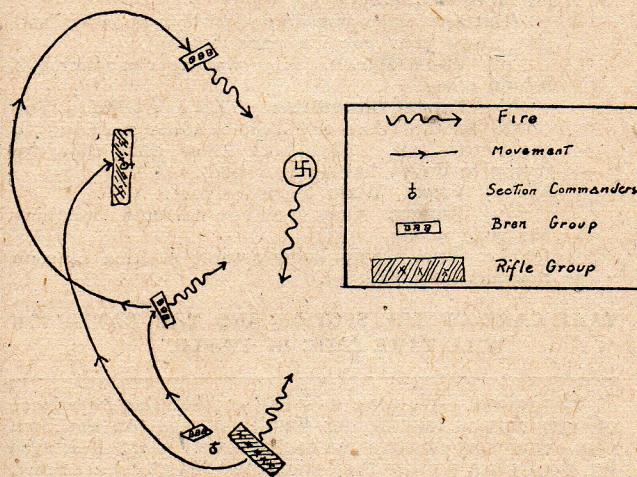 Fire
Movement
Section Commanders
Bren Group
Rifle Group